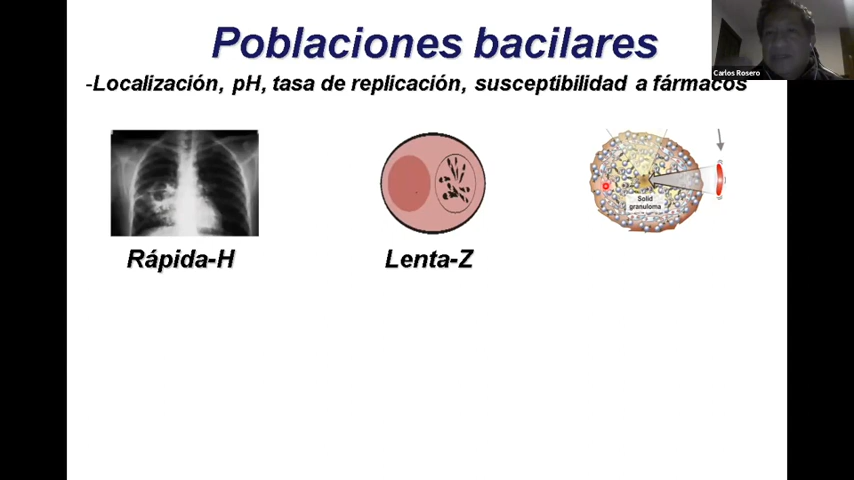 Poblaciones bacilares
-Localización, pH, tasa de replicación, susceptibilidad a fármacos
Carlos Rosero
Solid
granuloma
Rápida-H
Lenta-Z